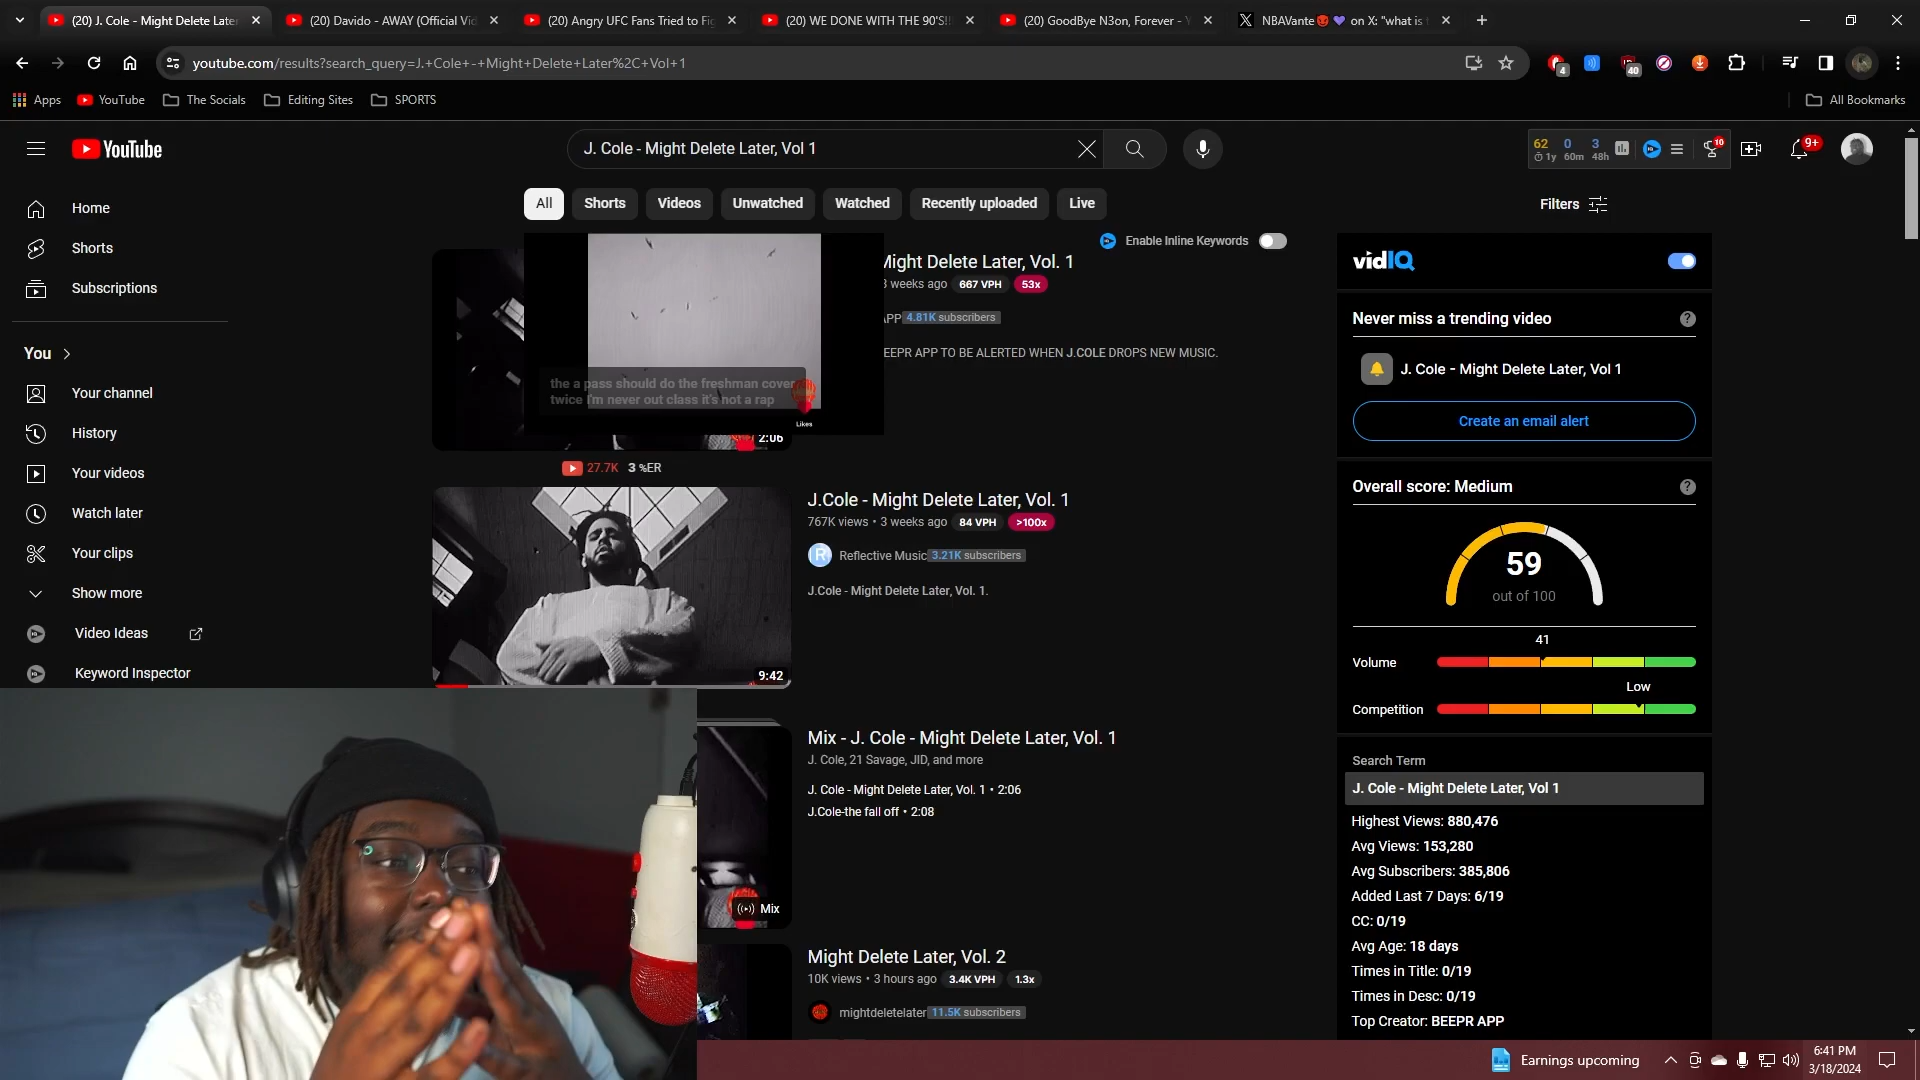 (20) J. Cole - Might Delete Late
(20) Davido - AWAY (Official Vid
(20) Angry UFC Fans Tried to Fig
(20) WE DONE WITH THE 90'S!!
(20) GoodBye N3on, Forever - Y
NBAVante on X: "what is
youtube.com/results?search_query=J.+Cole+-+Might+Delete+Later%2C+Vol+1
4
40
Apps
YouTube
The Socials
Editing Sites
SPORTS
All Bookmarks
YouTube
J. Cole - Might Delete Later, Vol 1
62 0 3
1y 60m 48h
10
9+
Home
Shorts
Subscriptions
You
Your channel
History
Your videos
Watch later
Your clips
Show more
Video Ideas
Keyword Inspector
All
Shorts
Videos
Unwatched
Watched
Recently uploaded
Live
Filters
Enable Inline Keywords
Might Delete Later, Vol. 1
3 weeks ago 667 VPH 53x
APP 4.81K subscribers
BEEPR APP TO BE ALERTED WHEN J.COLE DROPS NEW MUSIC.
the a pass should do the freshman cover
twice I'm never out class it's not a rap
Likes
2:06
27.7K 3 %ER
J.Cole - Might Delete Later, Vol. 1
767K views • 3 weeks ago 84 VPH >100x
R Reflective Music 3.21K subscribers
J.Cole - Might Delete Later, Vol. 1.
9:42
Mix - J. Cole - Might Delete Later, Vol. 1
J. Cole, 21 Savage, JID, and more
J. Cole - Might Delete Later, Vol. 1 • 2:06
J.Cole-the fall off • 2:08
Mix
Might Delete Later, Vol. 2
10K views • 3 hours ago 3.4K VPH 1.3x
mightdeletelater 11.5K subscribers
vidIQ
Never miss a trending video
?
J. Cole - Might Delete Later, Vol 1
Create an email alert
Overall score: Medium
?
59
out of 100
41
Volume
Low
Competition
Search Term
J. Cole - Might Delete Later, Vol 1
Highest Views: 880,476
Avg Views: 153,280
Avg Subscribers: 385,806
Added Last 7 Days: 6/19
CC: 0/19
Avg Age: 18 days
Times in Title: 0/19
Times in Desc: 0/19
Top Creator: BEEPR APP
Earnings upcoming
6:41 PM
3/18/2024